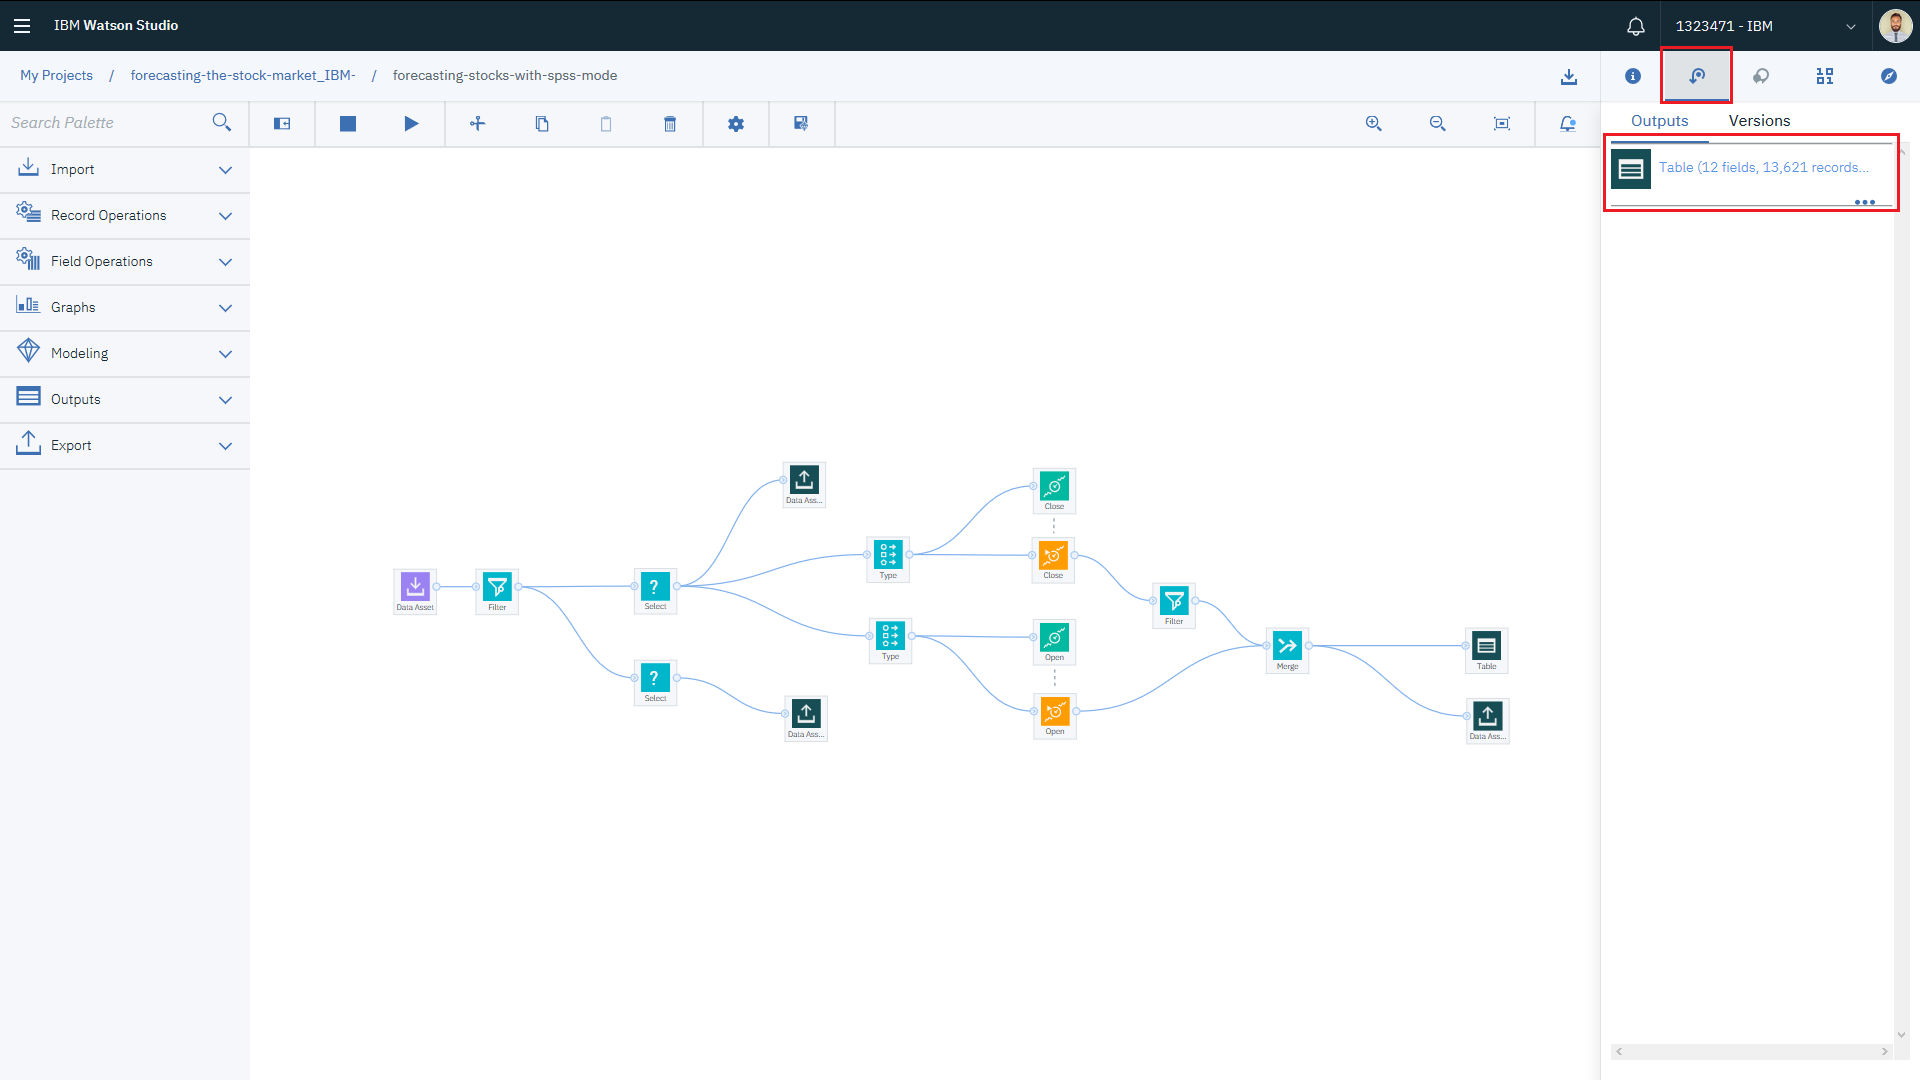 IBM Watson Studio
1323471 - IBM
My Projects / forecasting-the-stock-market_IBM- / forecasting-stocks-with-spss-mode
Search Palette
Outputs Versions
Table (12 fields, 13,621 records...
Import
Record Operations
Field Operations
Graphs
Modeling
Outputs
Export
Data Ass...
Close
Type
Close
Data Asset
Filter
Select
Filter
Type
Open
Merge
Table
Select
Data Ass...
Open
Data Ass...